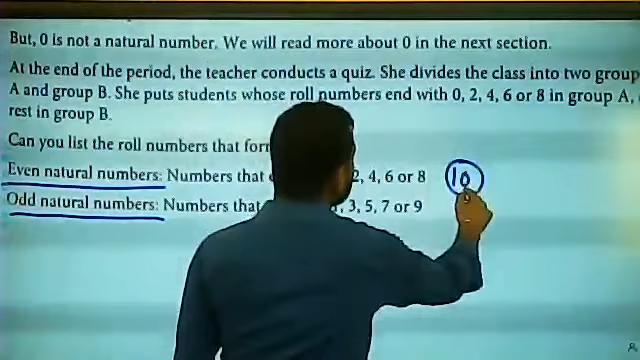 But, 0 is not a natural number. We will read more about 0 in the next section.
At the end of the period, the teacher conducts a quiz. She divides the class into two group
A and group B. She puts students whose roll numbers end with 0, 2, 4, 6 or 8 in group A,
rest in group B.
Can you list the roll numbers that for
Even natural numbers: Numbers that 2, 4, 6 or 8 10
Odd natural numbers: Numbers that 3, 5, 7 or 9